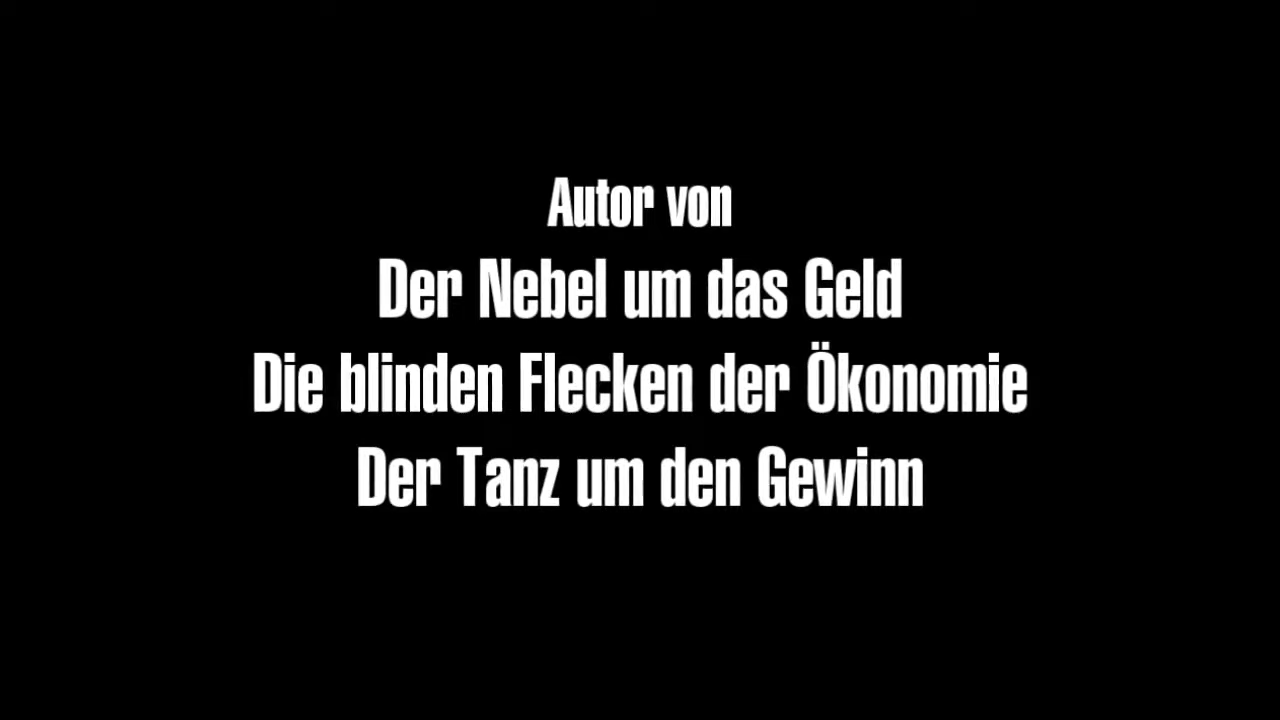 Autor von
Der Nebel um das Geld
Die blinden Flecken der Ökonomie
Der Tanz um den Gewinn